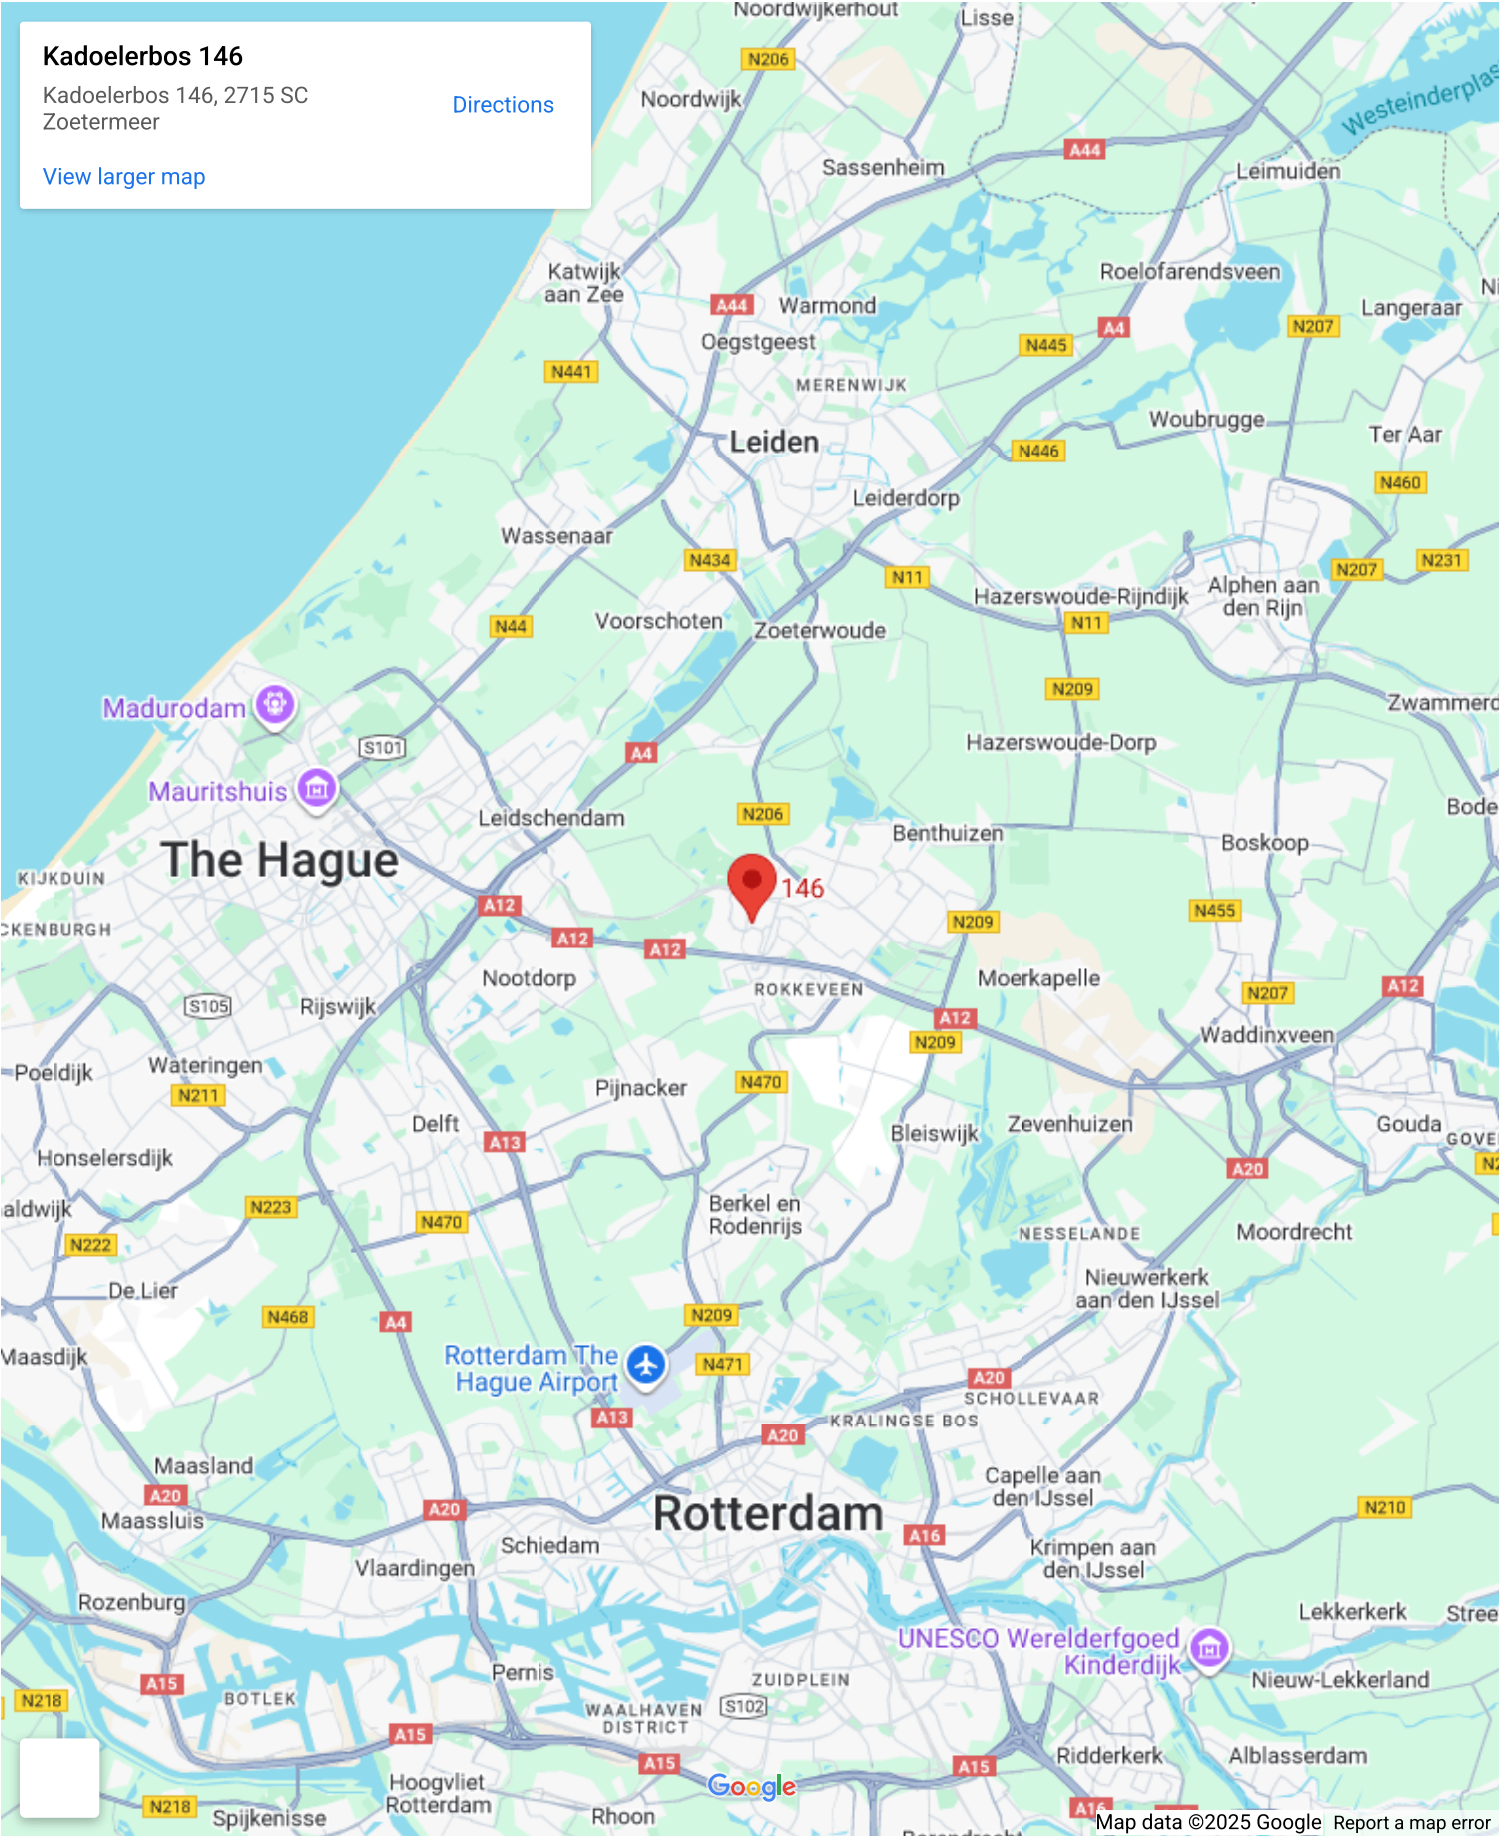 Kadoelerbos 146
Kadoelerbos 146, 2715 SC
Zoetermeer
Directions
View larger map
Noordwijkerhout
Lisse
N206
Noordwijk
Westeinderplas
A44
Sassenheim
Leimuiden
Katwijk
aan Zee
Roelofarendsveen
Ni
A44
Warmond
Langeraar
A4
N207
Oegstgeest
N445
N441
MERENWIJK
Woubrugge
Ter Aar
Leiden
N446
N460
Leiderdorp
Wassenaar
N434
N11
N207
N231
Alphen aan
den Rijn
Hazerswoude-Rijndijk
N44
Voorschoten
Zoeterwoude
N11
N209
Zwammerd
Madurodam
S101
A4
Hazerswoude-Dorp
Mauritshuis
Leidschendam
N206
Benthuizen
Bode
Boskoop
The Hague
KIJKDUIN
146
A12
N209
N455
CKENBURGH
A12
A12
Nootdorp
ROKKEVEEN
Moerkapelle
A12
N207
S105
Rijswijk
A12
Waddinxveen
N209
Poeldijk
Wateringen
Pijnacker
N470
N211
Delft
A13
Bleiswijk
Zevenhuizen
Gouda
GOVE
Honselersdijk
A20
N2
aldwijk
N223
Berkel en
Rodenrijs
N470
NESSELANDE
Moordrecht
N222
De Lier
Nieuwerkerk
aan den IJssel
N468
A4
N209
Maasdijk
Rotterdam The
Hague Airport
N471
A20
SCHOLLEVAAR
A13
KRALINGSE BOS
A20
Maasland
Capelle aan
den IJssel
A20
Maassluis
A20
Rotterdam
N210
A16
Schiedam
Krimpen aan
den IJssel
Vlaardingen
Rozenburg
Lekkerkerk
Stree
UNESCO Werelderfgoed
Kinderdijk
Pernis
ZUIDPLEIN
Nieuw-Lekkerland
A15
N218
BOTLEK
WAALHAVEN
DISTRICT
S102
A15
A15
A15
Ridderkerk
Alblasserdam
Hoogvliet
Rotterdam
Google
N218
Spijkenisse
Rhoon
A16
Map data ©2025 Google
Report a map error